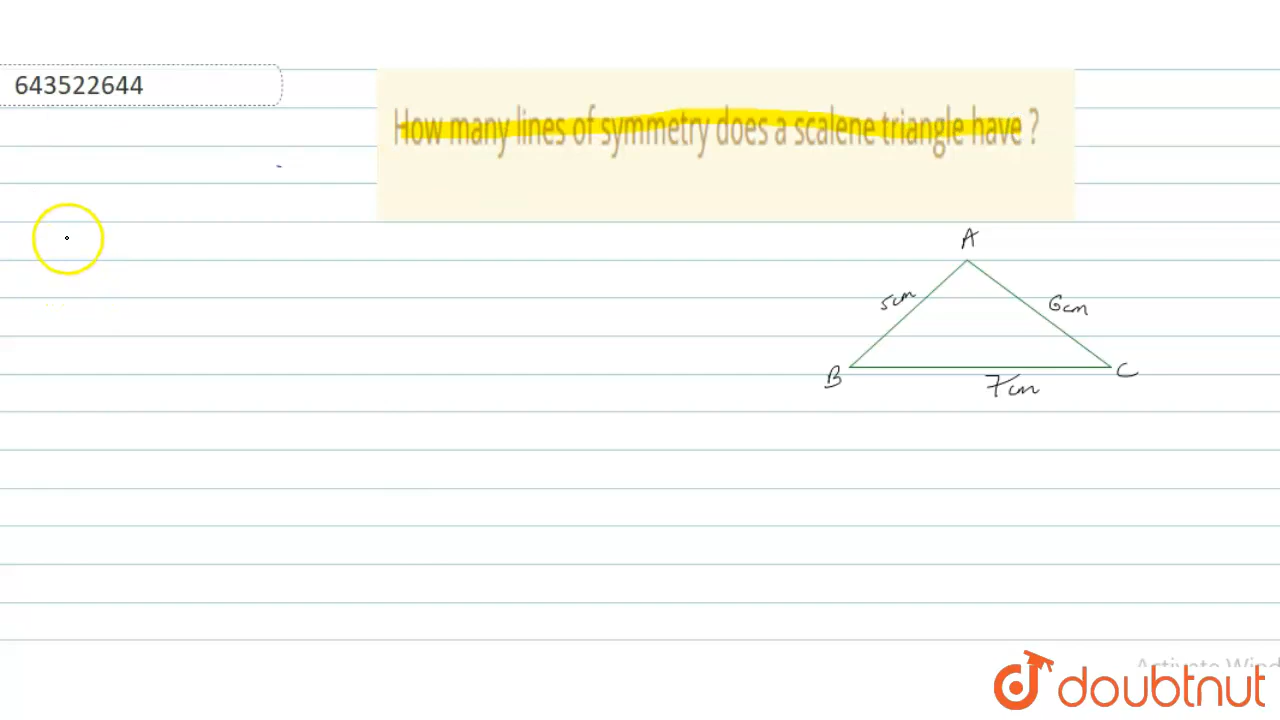 643522644
How many lines of symmetry does a scalene triangle have ?
A
5cm
6cm
B
C
7cm
doubtnut